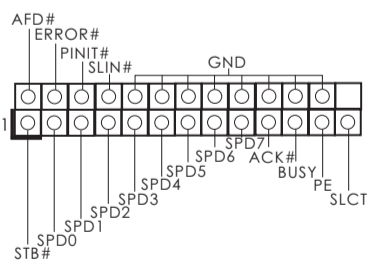 AFD#
ERROR#
PINIT#
SLIN#
GND
1
SPD7
SPD6
ACK#
SPD5
BUSY
SPD4
PE
SPD3
SLCT
SPD2
SPD1
SPD0
STB#